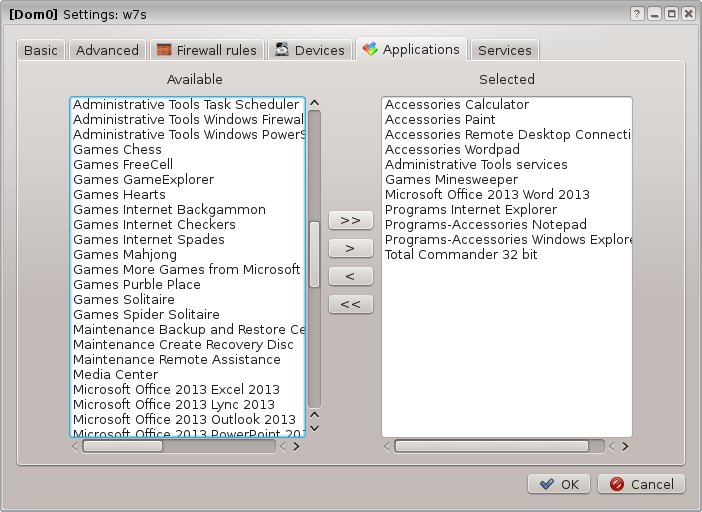 [Dom0] Settings: w7s
Basic
Advanced
Firewall rules
Devices
Applications
Services
Available
Administrative Tools Task Scheduler
Administrative Tools Windows Firewal
Administrative Tools Windows PowerS
Games Chess
Games FreeCell
Games GameExplorer
Games Hearts
Games Internet Backgammon
Games Internet Checkers
Games Internet Spades
Games Mahjong
Games More Games from Microsoft
Games Purble Place
Games Solitaire
Games Spider Solitaire
Maintenance Backup and Restore Ce
Maintenance Create Recovery Disc
Maintenance Remote Assistance
Media Center
Microsoft Office 2013 Excel 2013
Microsoft Office 2013 Lync 2013
Microsoft Office 2013 Outlook 2013
Microsoft Office 2013 PowerPoint 201
>>
>
<
<<
Selected
Accessories Calculator
Accessories Paint
Accessories Remote Desktop Connecti
Accessories Wordpad
Administrative Tools services
Games Minesweeper
Microsoft Office 2013 Word 2013
Programs Internet Explorer
Programs-Accessories Notepad
Programs-Accessories Windows Explore
Total Commander 32 bit
OK
Cancel